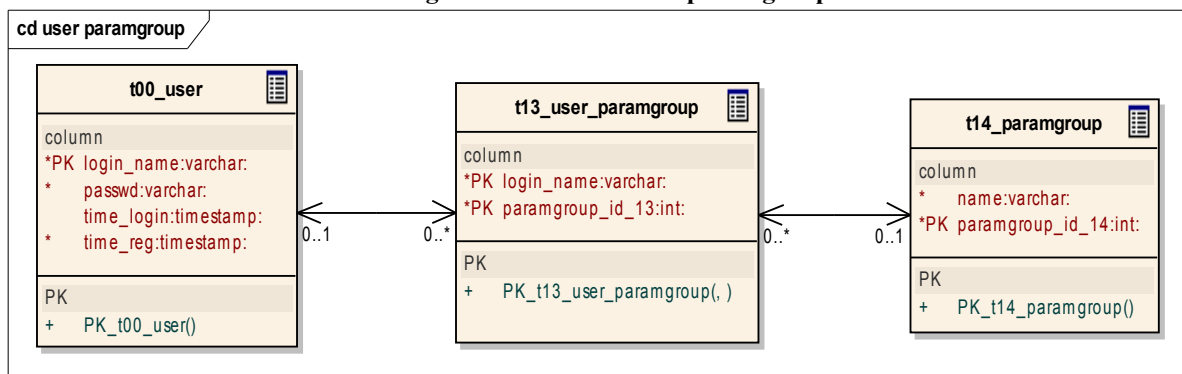 cd user paramgroup
t00_user
column
*PK login_name:varchar:
* passwd:varchar:
time_login:timestamp:
* time_reg:timestamp:
PK
+ PK_t00_user()
0..1
0..*
t13_user_paramgroup
column
*PK login_name:varchar:
*PK paramgroup_id_13:int:
PK
+ PK_t13_user_paramgroup(, )
0..*
0..1
t14_paramgroup
column
* name:varchar:
*PK paramgroup_id_14:int:
PK
+ PK_t14_paramgroup()